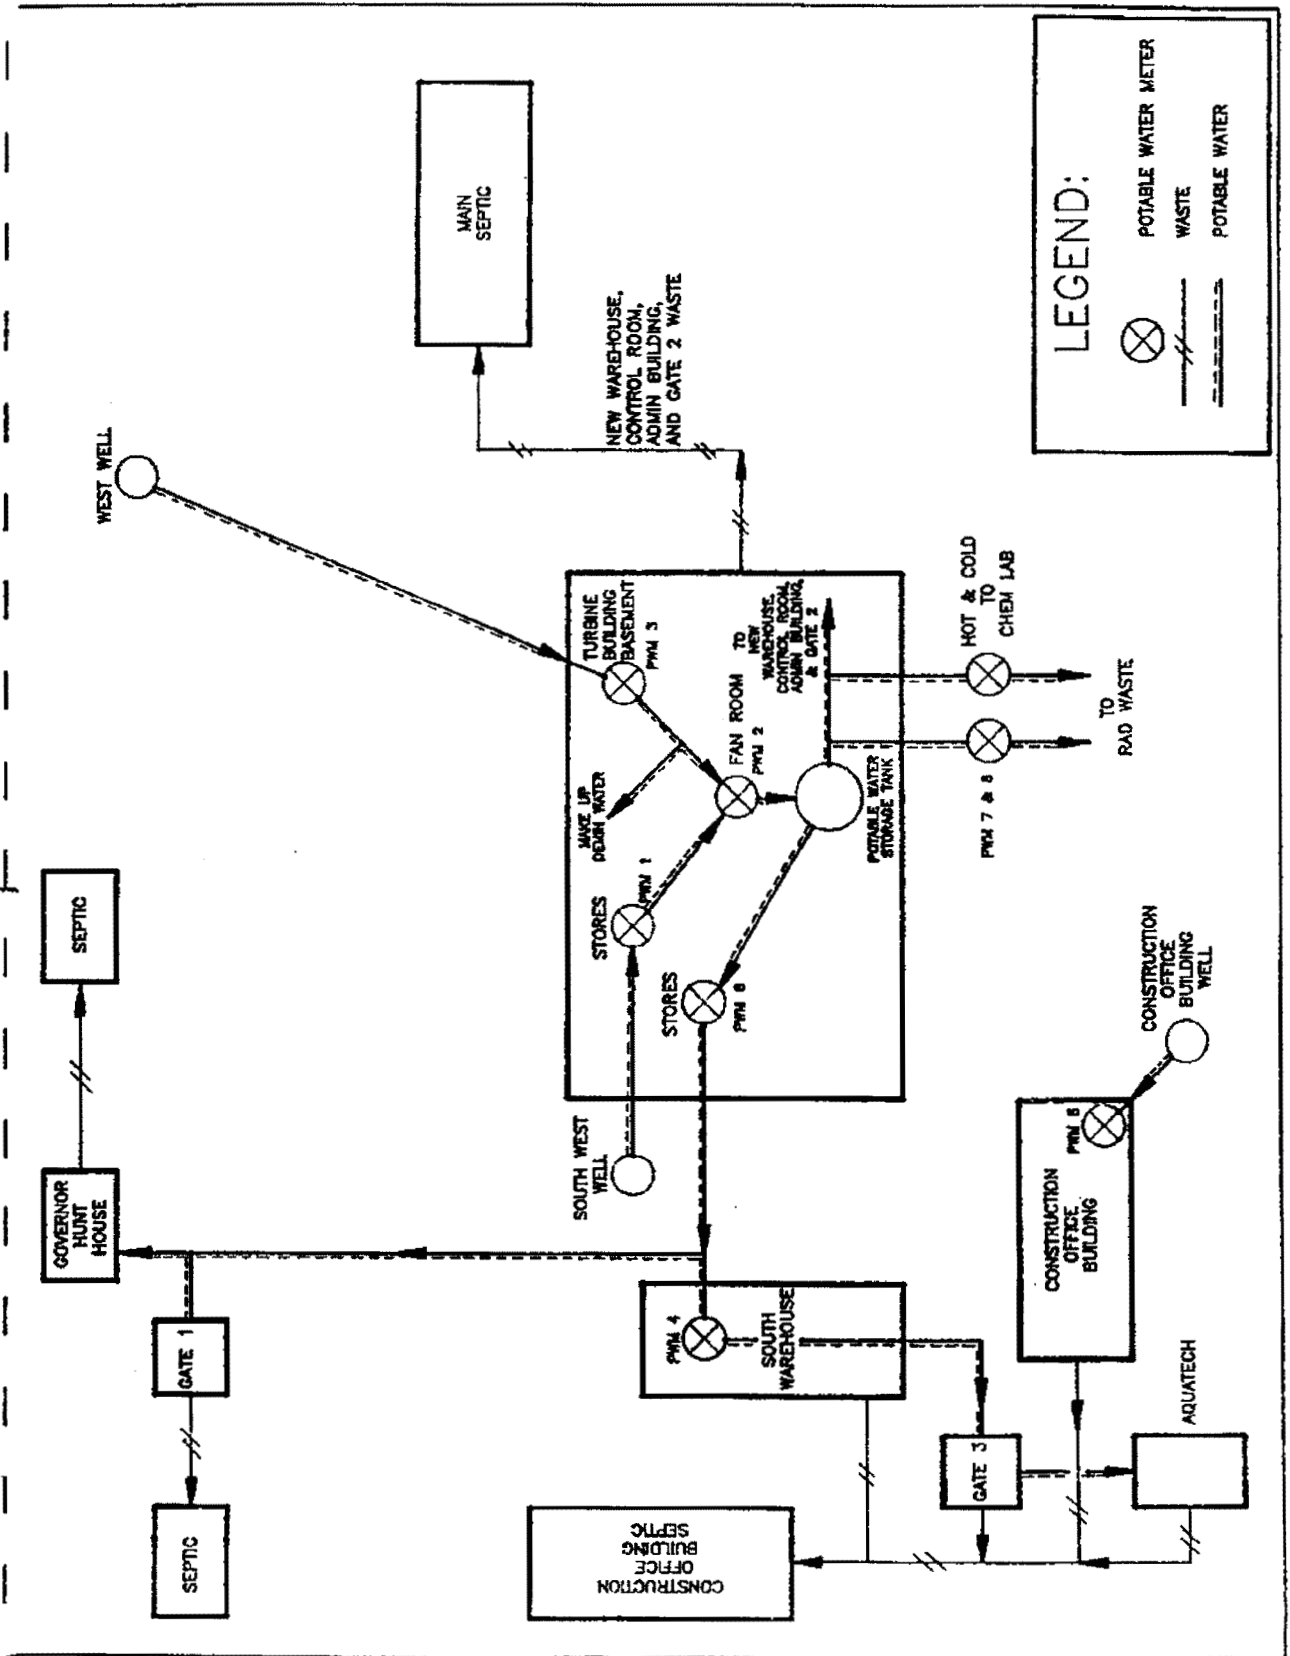 WEST WELL
MAIN
SEPTIC
NEW WAREHOUSE,
CONTROL ROOM,
ADMIN BUILDING,
AND GATE 2 WASTE
LEGEND:
POTABLE WATER METER
WASTE
POTABLE WATER
TURBINE
BUILDING
BASEMENT
PWM 3
MAKE UP
DEMIN WATER
FAN ROOM
PWM 2
TO
NEW
WAREHOUSE,
CONTROL ROOM,
ADMIN BUILDING,
& GATE 2
STORES
PWM 1
POTABLE WATER
STORAGE TANK
STORES
PWM 6
HOT & COLD
TO
CHEM LAB
TO
RAD WASTE
PWM 7 & 8
SOUTH WEST
WELL
SEPTIC
GOVERNOR
HUNT
HOUSE
GATE 1
SEPTIC
PWM 4
SOUTH
WAREHOUSE
CONSTRUCTION
OFFICE
BUILDING
WELL
CONSTRUCTION
OFFICE
BUILDING
GATE 3
AQUATECH
CONSTRUCTION
OFFICE
BUILDING
SEPTIC